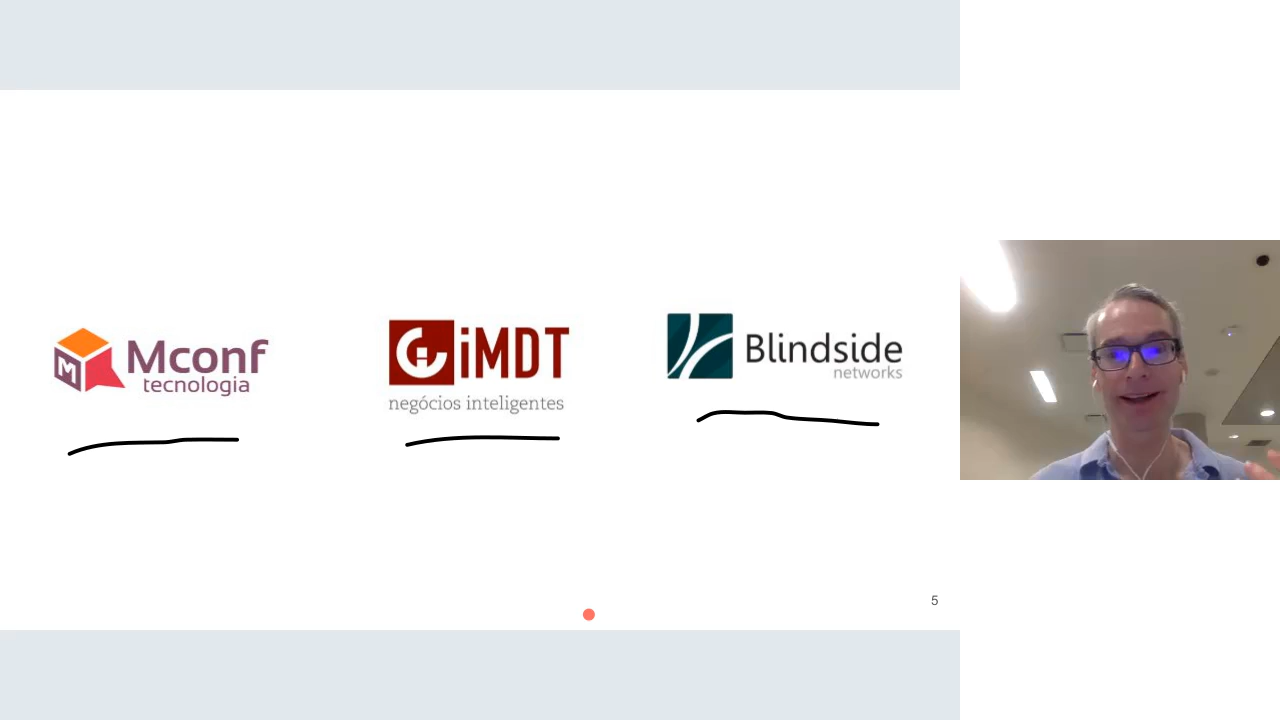 M Mconf
tecnologia
iMDT
negócios inteligentes
Blindside
networks
5